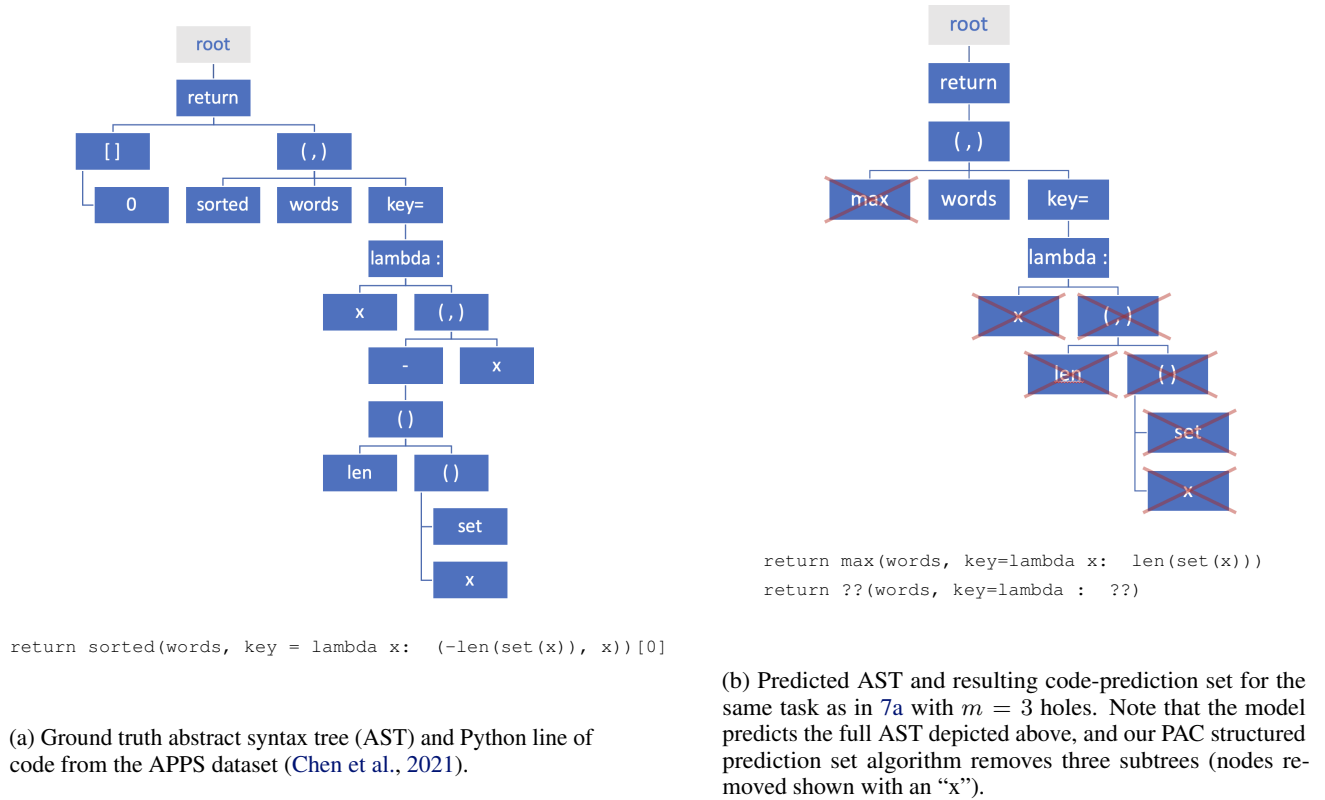 root
return
[ ]
( , )
0
sorted
words
key=
lambda :
x
( , )
-
x
( )
len
( )
set
x
return sorted(words, key = lambda x: (-len(set(x)), x))[0]
(a) Ground truth abstract syntax tree (AST) and Python line of
code from the APPS dataset (Chen et al., 2021).
root
return
( , )
max
words
key=
lambda :
x
( , )
len
( )
set
x
return max(words, key=lambda x: len(set(x)))
return ??(words, key=lambda : ??)
(b) Predicted AST and resulting code-prediction set for the
same task as in 7a with m = 3 holes. Note that the model
predicts the full AST depicted above, and our PAC structured
prediction set algorithm removes three subtrees (nodes re-
moved shown with an “x”).